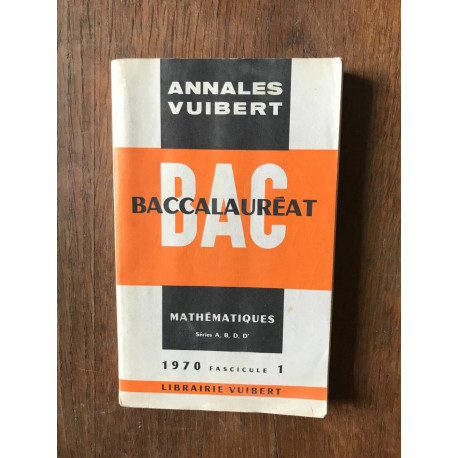 ANNALES
VUIBERT
BAC
BACCALAURÉAT
MATHÉMATIQUES
Séries A, B, D, D'
1970 FASCICULE 1
LIBRAIRIE VUIBERT